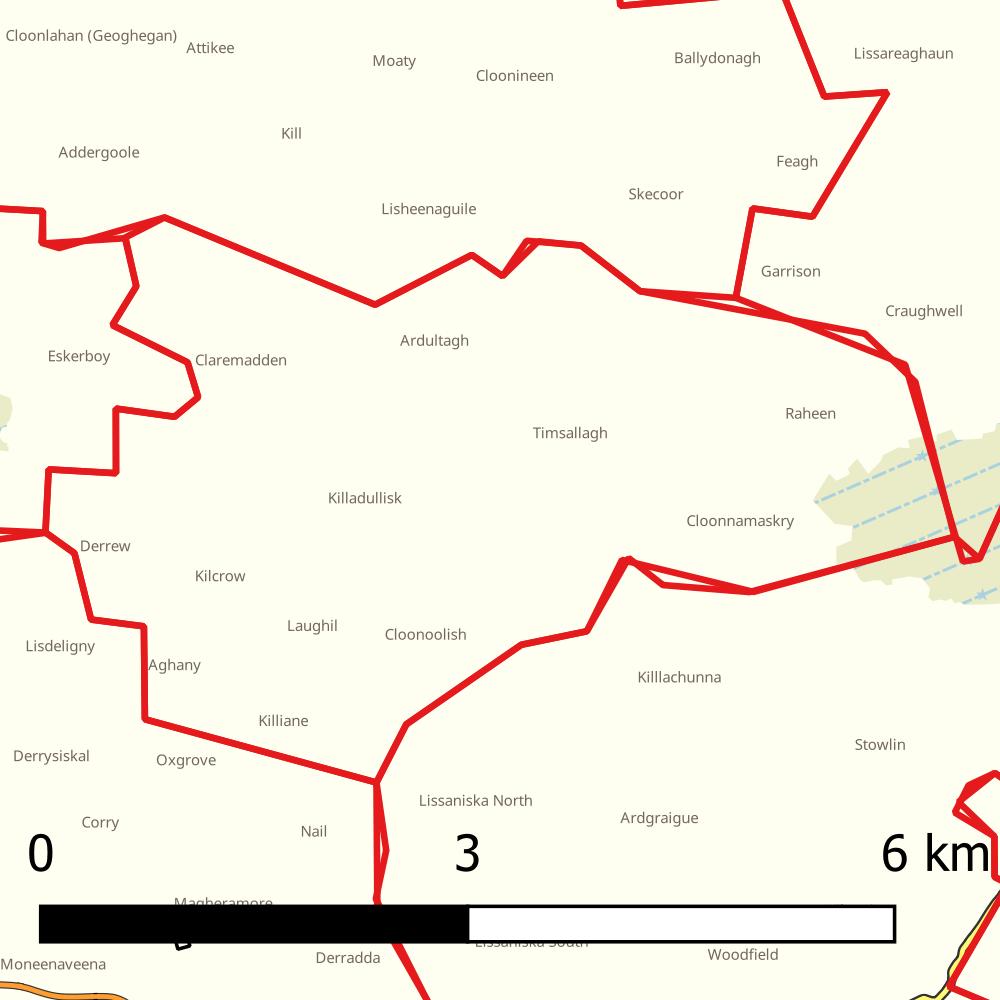 Cloonlahan (Geoghegan)
Attikee
Lissareaghaun
Moaty
Ballydonagh
Cloonineen
Kill
Addergoole
Feagh
Skecoor
Lisheenaguile
Garrison
Craughwell
Ardultagh
Eskerboy
Claremadden
Raheen
Timsallagh
Killadullisk
Cloonnamaskry
Derrew
Kilcrow
Laughil
Cloonoolish
Lisdeligny
Aghany
Killlachunna
Killiane
Stowlin
Derrysiskal
Oxgrove
Lissaniska North
Ardgraigue
Corry
Nail
0 3 6 km
Magheramore
Lissaniska South
Woodfield
Derradda
Moneenaveena